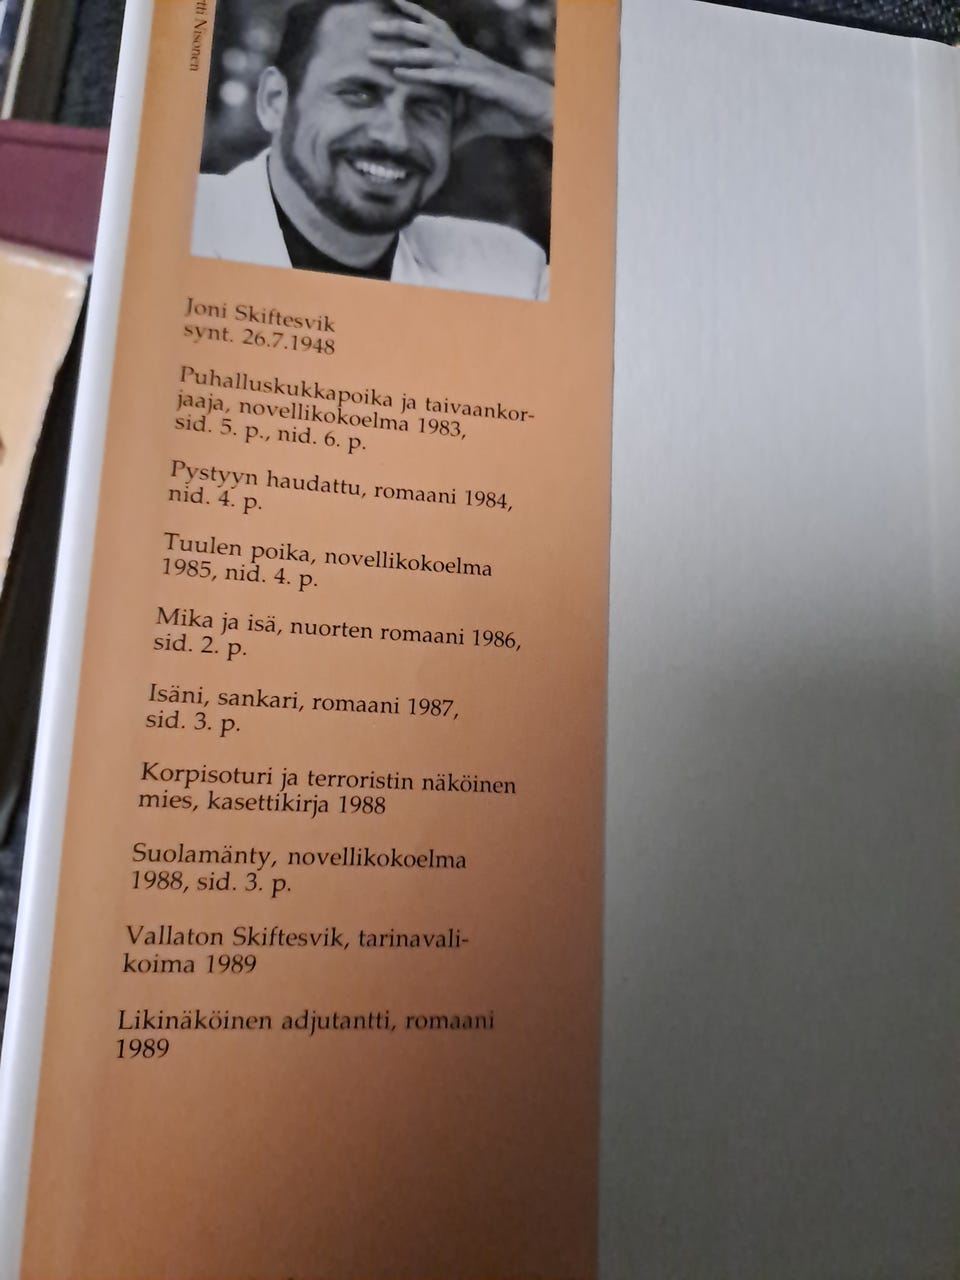 Nisonen
Joni Skiftesvik
synt. 26.7.1948
Puhalluskukkapoika ja taivaankor-
jaaja, novellikokoelma 1983,
sid. 5. p., nid. 6. p.
Pystyyn haudattu, romaani 1984,
nid. 4. p.
Tuulen poika, novellikokoelma
1985, nid. 4. p.
Mika ja isä, nuorten romaani 1986,
sid. 2. p.
Isäni, sankari, romaani 1987,
sid. 3. p.
Korpisoturi ja terroristin näköinen
mies, kasettikirja 1988
Suolamänty, novellikokoelma
1988, sid. 3. p.
Vallaton Skiftesvik, tarinavali-
koima 1989
Likinäköinen adjutantti, romaani
1989